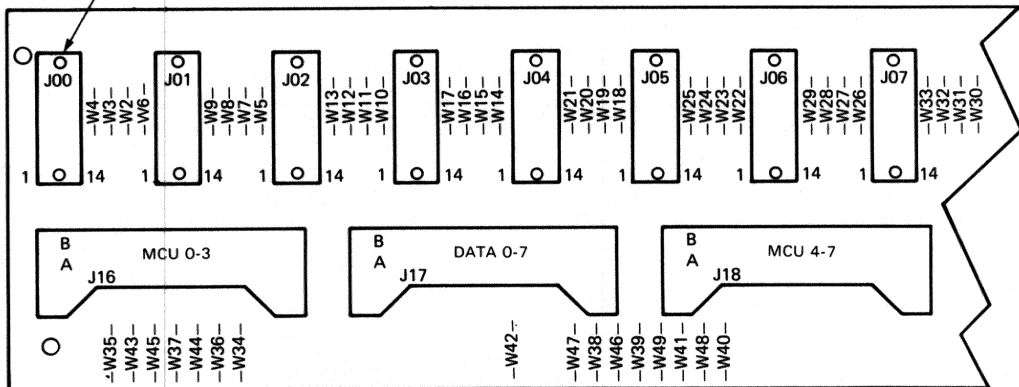 J00 J01 J02 J03 J04 J05 J06 J07
—W4— —W3— —W2— —W6—
—W9— —W8— —W7— —W5—
—W13— —W12— —W11— —W10—
—W17— —W16— —W15— —W14—
—W21— —W20— —W19— —W18—
—W25— —W24— —W23— —W22—
—W29— —W28— —W27— —W26—
—W33— —W32— —W31— —W30—
1 14 1 14 1 14 1 14 1 14 1 14 1 14 1 14
B MCU 0-3
A
J16
B DATA 0-7
A
J17
B MCU 4-7
A
J18
—W35— —W43— —W45— —W37— —W44— —W36— —W34—
—W42— —W47— —W38— —W46— —W39— —W49— —W41— —W48— —W40—